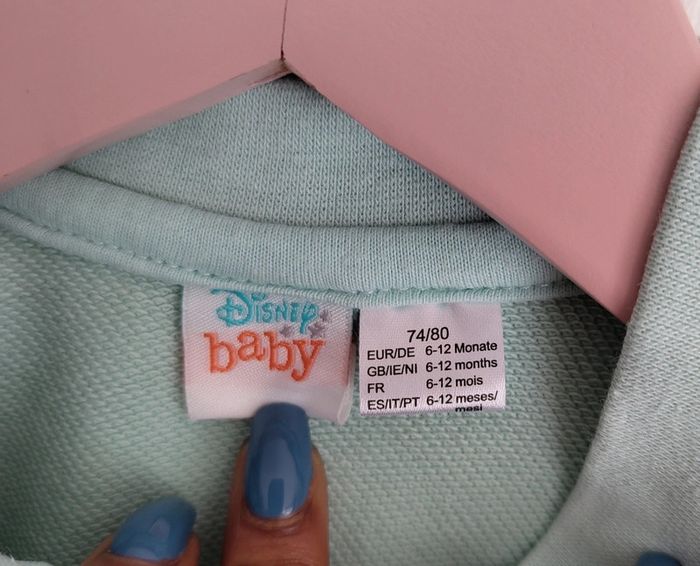 Disney
baby
74/80
EUR/DE 6-12 Monate
GB/IE/NI 6-12 months
FR 6-12 mois
ES/IT/PT 6-12 meses/
mesi